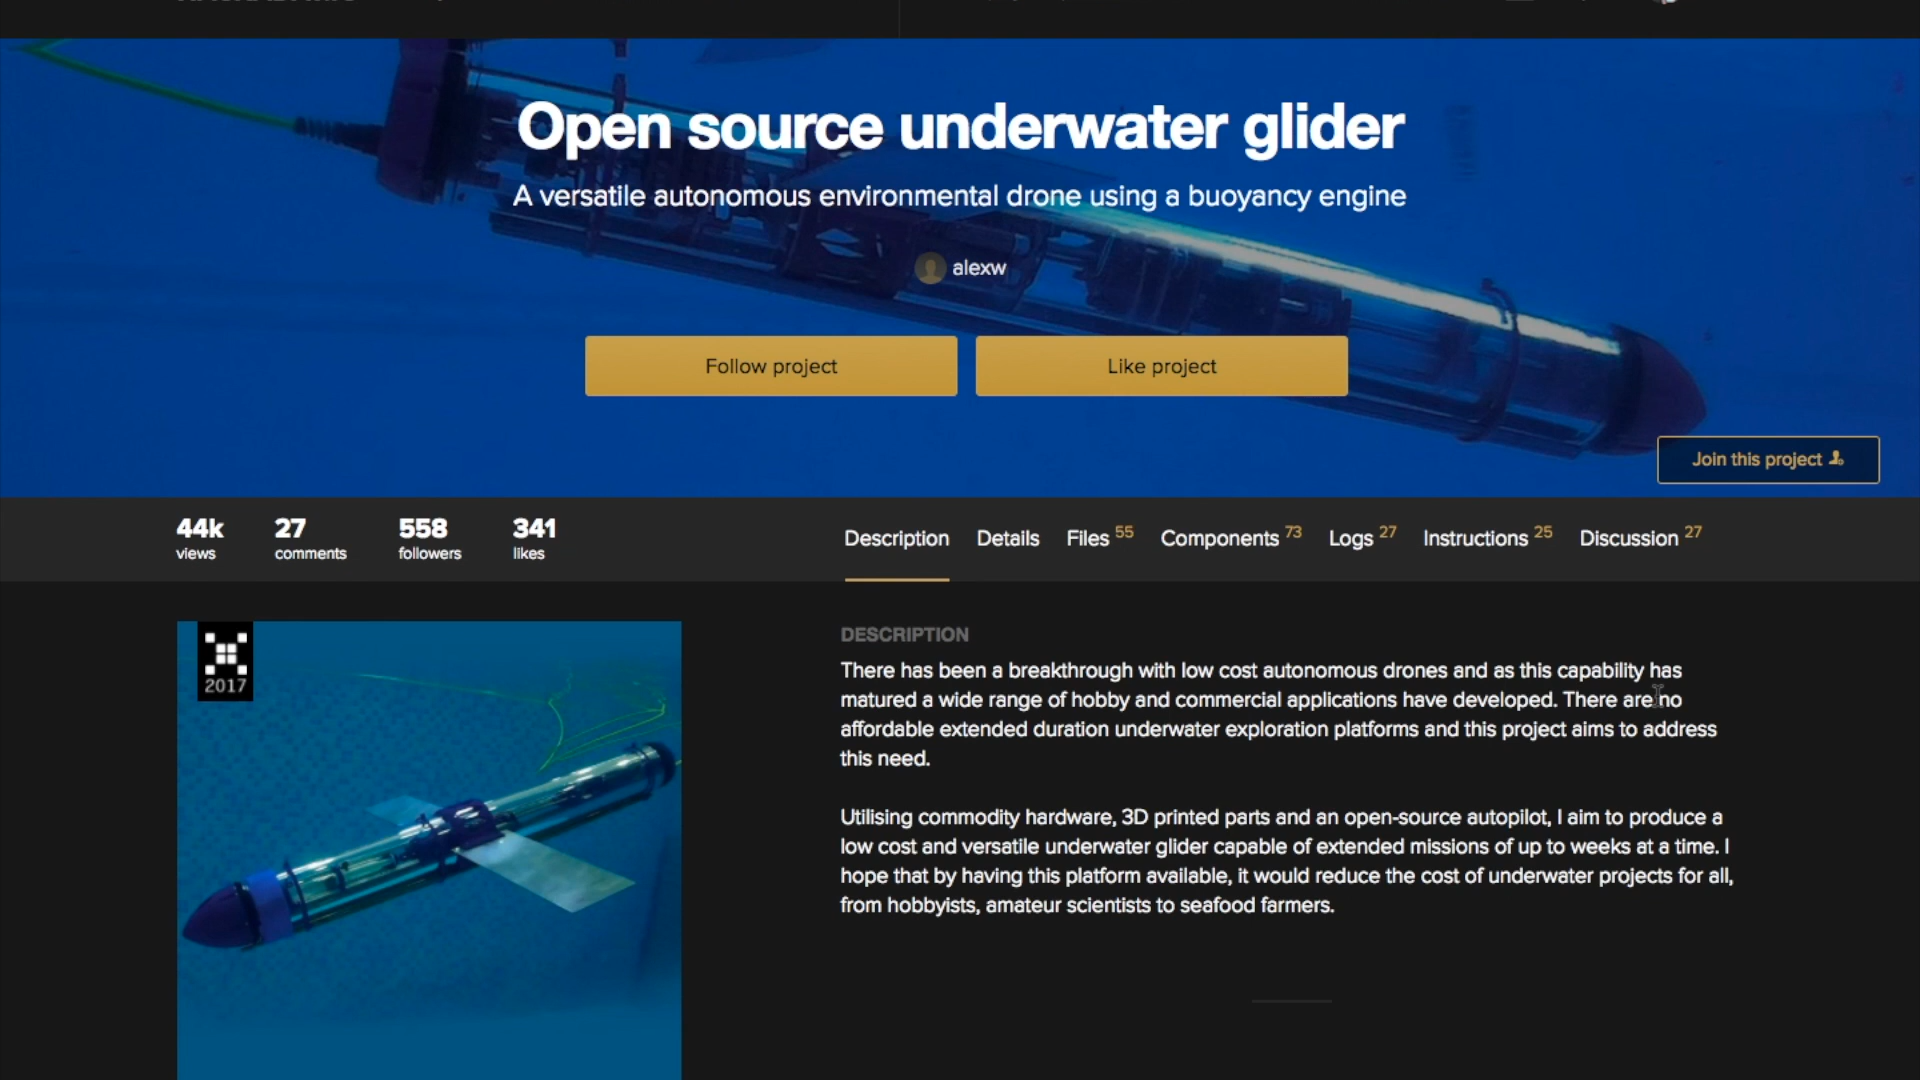 Open source underwater glider
A versatile autonomous environmental drone using a buoyancy engine
alexw
Follow project
Like project
Join this project
44k
views
27
comments
558
followers
341
likes
Description
Details
Files 55
Components 73
Logs 27
Instructions 25
Discussion 27
2017
DESCRIPTION
There has been a breakthrough with low cost autonomous drones and as this capability has
matured a wide range of hobby and commercial applications have developed. There are no
affordable extended duration underwater exploration platforms and this project aims to address
this need.
Utilising commodity hardware, 3D printed parts and an open-source autopilot, I aim to produce a
low cost and versatile underwater glider capable of extended missions of up to weeks at a time. I
hope that by having this platform available, it would reduce the cost of underwater projects for all,
from hobbyists, amateur scientists to seafood farmers.